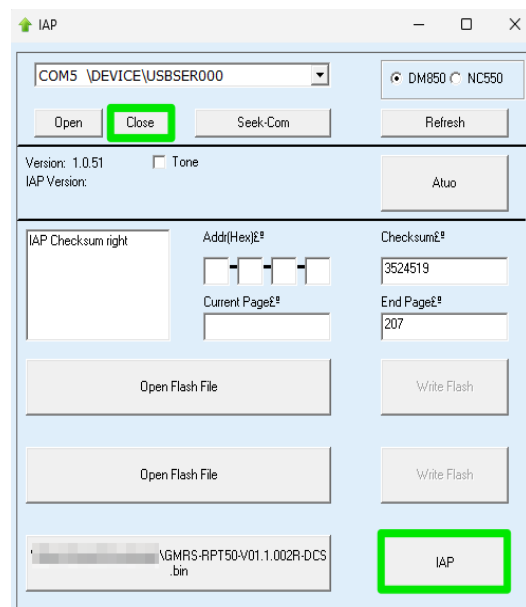 IAP
COM5 \DEVICE\USBSER000
DM850 NC550
Open Close Seek-Com Refresh
Version: 1.0.51 Tone
IAP Version:
Atuo
IAP Checksum right
Addr(Hex)£º
Checksum£º
3524519
Current Page£º
End Page£º
207
Open Flash File Write Flash
Open Flash File Write Flash
\GMRS-RPT50-V01.1.002R-DCS
.bin
IAP